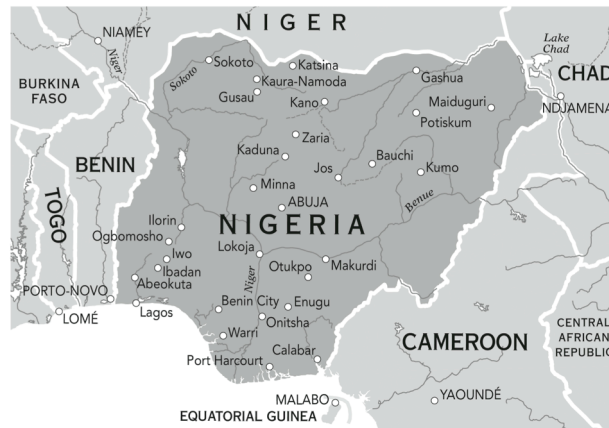 NIGER
NIAMEY
Niger
Lake
Chad
CHAD
NDJAMENA
BURKINA
FASO
Sokoto
Sokoto
Katsina
Kaura-Namoda
Gusau
Kano
Gashua
Maiduguri
Potiskum
Zaria
Kaduna
Jos
Bauchi
Kumo
Minna
ABUJA
Benue
BENIN
TOGO
NIGERIA
Ilorin
Ogbomosho
Iwo
Ibadan
Abeokuta
Lokoja
Niger
Otukpo
Makurdi
PORTO-NOVO
LOMÉ
Lagos
Benin City
Enugu
Onitsha
Warri
Port Harcourt
Calabar
CAMEROON
CENTRAL
AFRICAN
REPUBLIC
MALABO
YAOUNDÉ
EQUATORIAL GUINEA